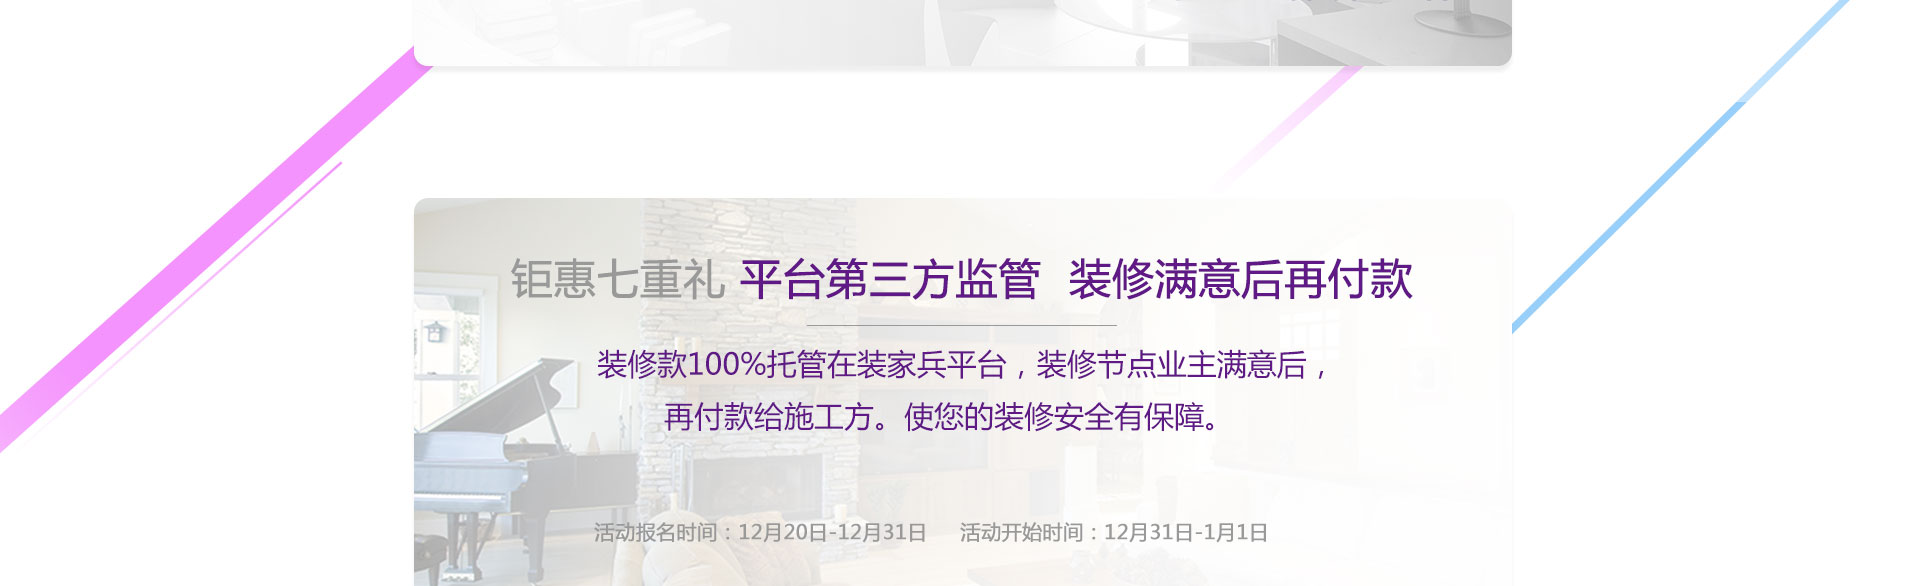 钜惠七重礼 平台第三方监管 装修满意后再付款
装修款100%托管在装家兵平台，装修节点业主满意后，
再付款给施工方。使您的装修安全有保障。
活动报名时间：12月20日-12月31日 活动开始时间：12月31日-1月1日